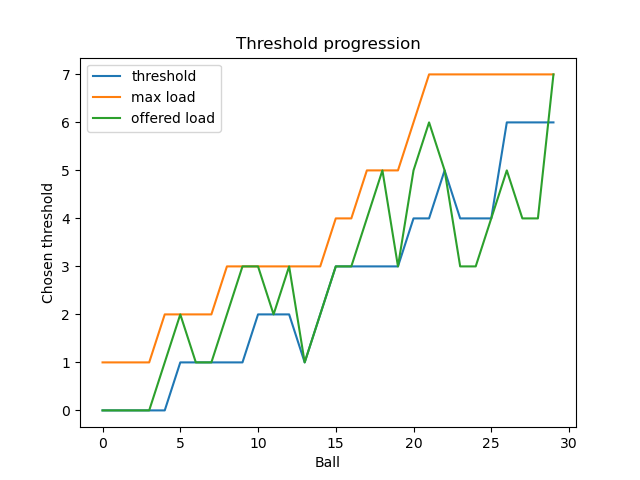 Threshold progression
threshold
max load
offered load
Chosen threshold
7
6
5
4
3
2
1
0
0 5 10 15 20 25 30
Ball